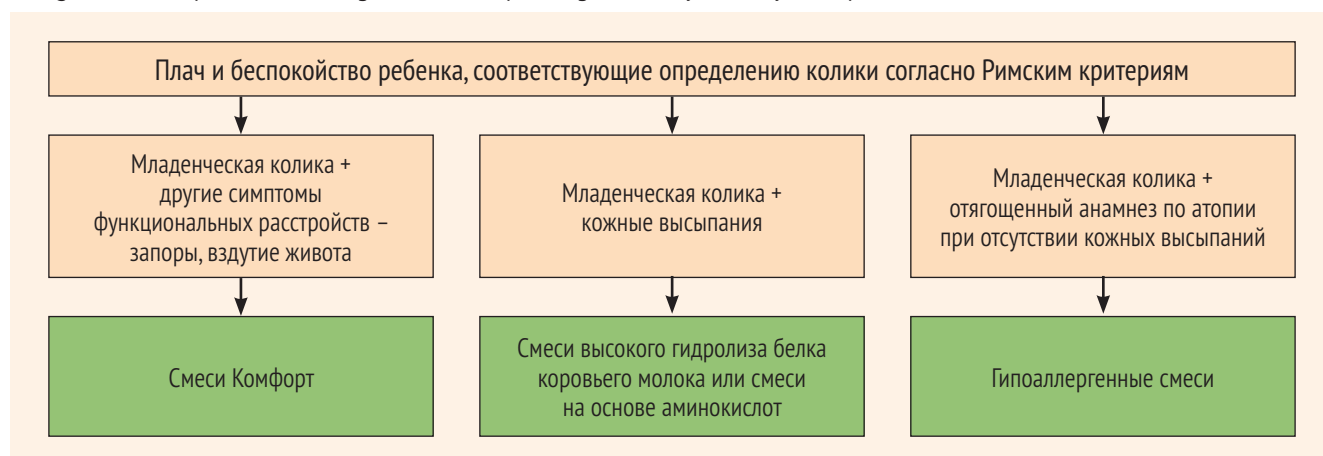 Плач и беспокойство ребенка, соответствующие определению колики согласно Римским критериям
Младенческая колика +
другие симптомы
функциональных расстройств –
запоры, вздутие живота
Младенческая колика +
кожные высыпания
Младенческая колика +
отягощенный анамнез по атопии
при отсутствии кожных высыпаний
Смеси Комфорт
Смеси высокого гидролиза белка
коровьего молока или смеси
на основе аминокислот
Гипоаллергенные смеси